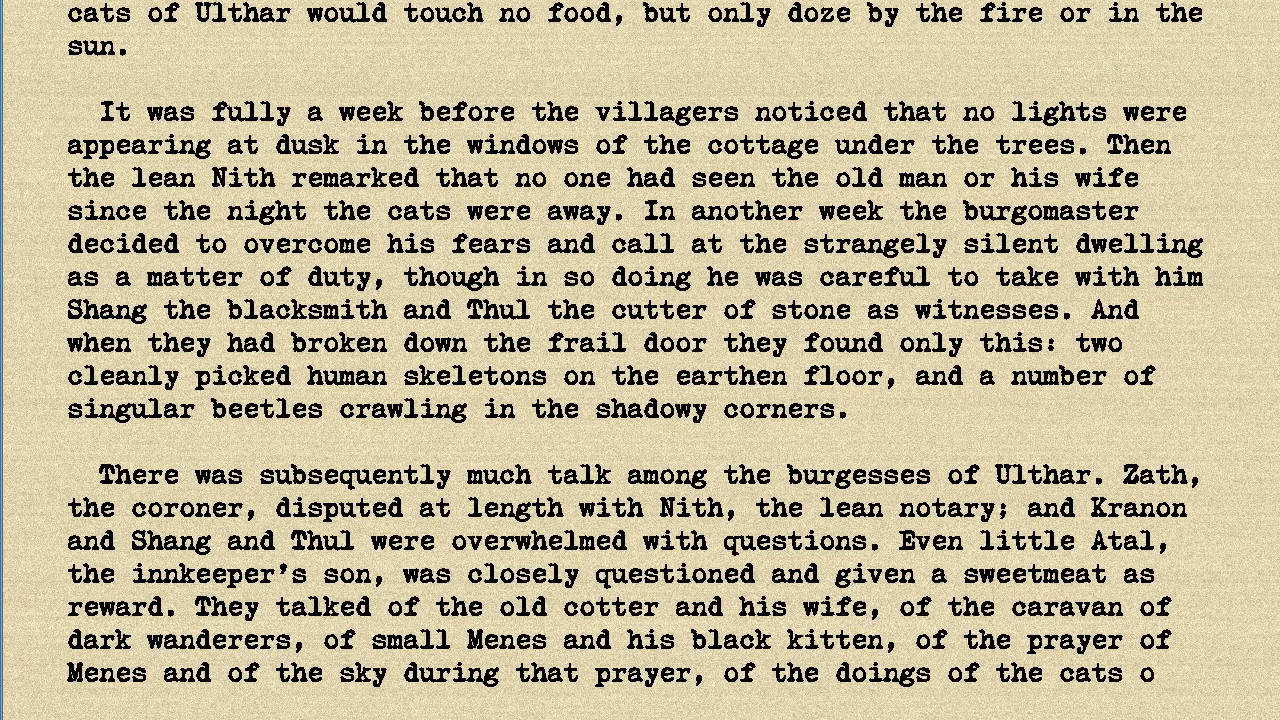 cats of Ulthar would touch no food, but only doze by the fire or in the
sun.
It was fully a week before the villagers noticed that no lights were
appearing at dusk in the windows of the cottage under the trees. Then
the lean Nith remarked that no one had seen the old man or his wife
since the night the cats were away. In another week the burgomaster
decided to overcome his fears and call at the strangely silent dwelling
as a matter of duty, though in so doing he was careful to take with him
Shang the blacksmith and Thul the cutter of stone as witnesses. And
when they had broken down the frail door they found only this: two
cleanly picked human skeletons on the earthen floor, and a number of
singular beetles crawling in the shadowy corners.
There was subsequently much talk among the burgesses of Ulthar. Zath,
the coroner, disputed at length with Nith, the lean notary; and Kranon
and Shang and Thul were overwhelmed with questions. Even little Atal,
the innkeeper's son, was closely questioned and given a sweetmeat as
reward. They talked of the old cotter and his wife, of the caravan of
dark wanderers, of small Menes and his black kitten, of the prayer of
Menes and of the sky during that prayer, of the doings of the cats o